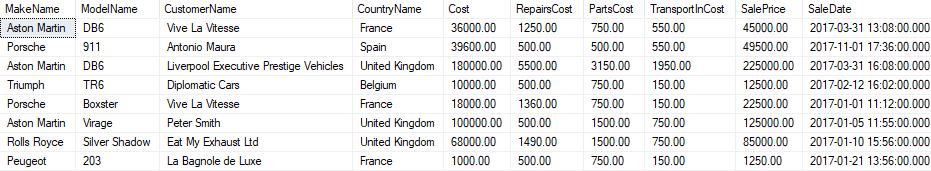 MakeName ModelName CustomerName CountryName Cost RepairsCost PartsCost TransportInCost SalePrice SaleDate
Aston Martin DB6 Vive La Vitesse France 36000.00 1250.00 750.00 550.00 45000.00 2017-03-31 13:08:00.000
Porsche 911 Antonio Maura Spain 39600.00 500.00 500.00 550.00 49500.00 2017-11-01 17:36:00.000
Aston Martin DB6 Liverpool Executive Prestige Vehicles United Kingdom 180000.00 5500.00 3150.00 1950.00 225000.00 2017-03-31 16:08:00.000
Triumph TR6 Diplomatic Cars Belgium 10000.00 500.00 750.00 150.00 12500.00 2017-02-12 16:02:00.000
Porsche Boxster Vive La Vitesse France 18000.00 1360.00 750.00 150.00 22500.00 2017-01-01 11:12:00.000
Aston Martin Virage Peter Smith United Kingdom 100000.00 500.00 1500.00 750.00 125000.00 2017-01-05 11:55:00.000
Rolls Royce Silver Shadow Eat My Exhaust Ltd United Kingdom 68000.00 1490.00 1500.00 750.00 85000.00 2017-01-10 15:56:00.000
Peugeot 203 La Bagnole de Luxe France 1000.00 500.00 750.00 150.00 1250.00 2017-01-21 13:56:00.000